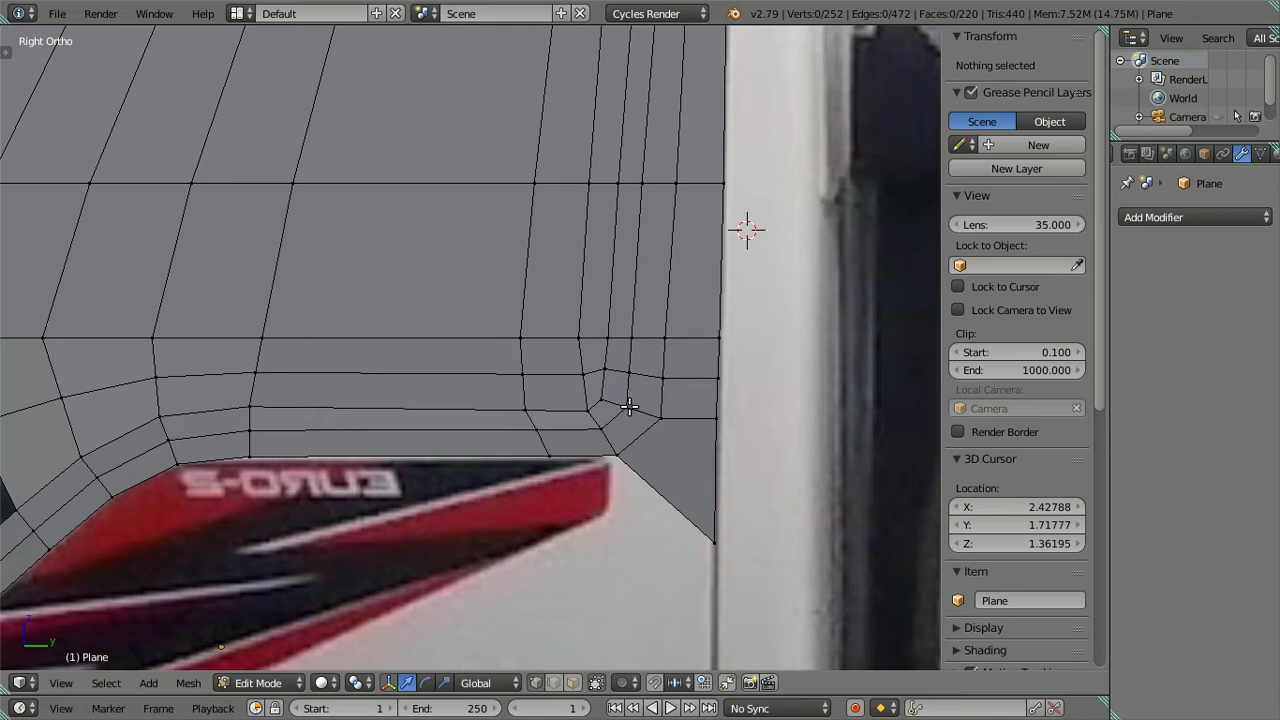 File Render Window Help Default Scene Cycles Render v2.79 | Verts:0/252 | Edges:0/472 | Faces:0/220 | Tris:440 | Mem:7.52M (14.75M) | Plane
Right Ortho
Transform
Nothing selected
Grease Pencil Layers
Scene Object
New
New Layer
View
Lens: 35.000
Lock to Object:
Lock to Cursor
Lock Camera to View
Clip:
Start: 0.100
End: 1000.000
Local Camera:
Camera
Render Border
3D Cursor
Location:
X: 2.42788
Y: 1.71777
Z: 1.36195
Item
Plane
Display
Shading
View Search All Sc
Scene
RenderL
World
Camera
Plane
Add Modifier
EURO-2
z
y
(1) Plane
View Select Add Mesh Edit Mode Global
View Marker Frame Playback Start: 1 End: 250 1 No Sync